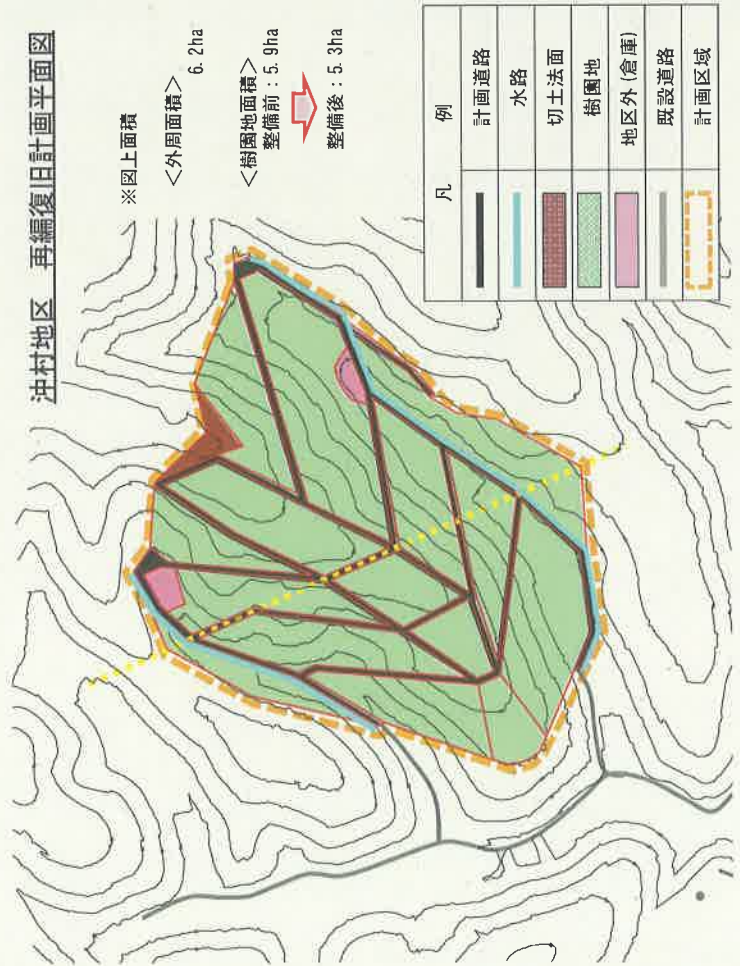 沖村地区 再編復旧計画平面図
※図上面積
＜外周面積＞
6.2ha
＜樹園地面積＞
整備前：5.9ha
整備後：5.3ha
凡 例
計画道路
水路
切土法面
樹園地
地区外(倉庫)
既設道路
計画区域